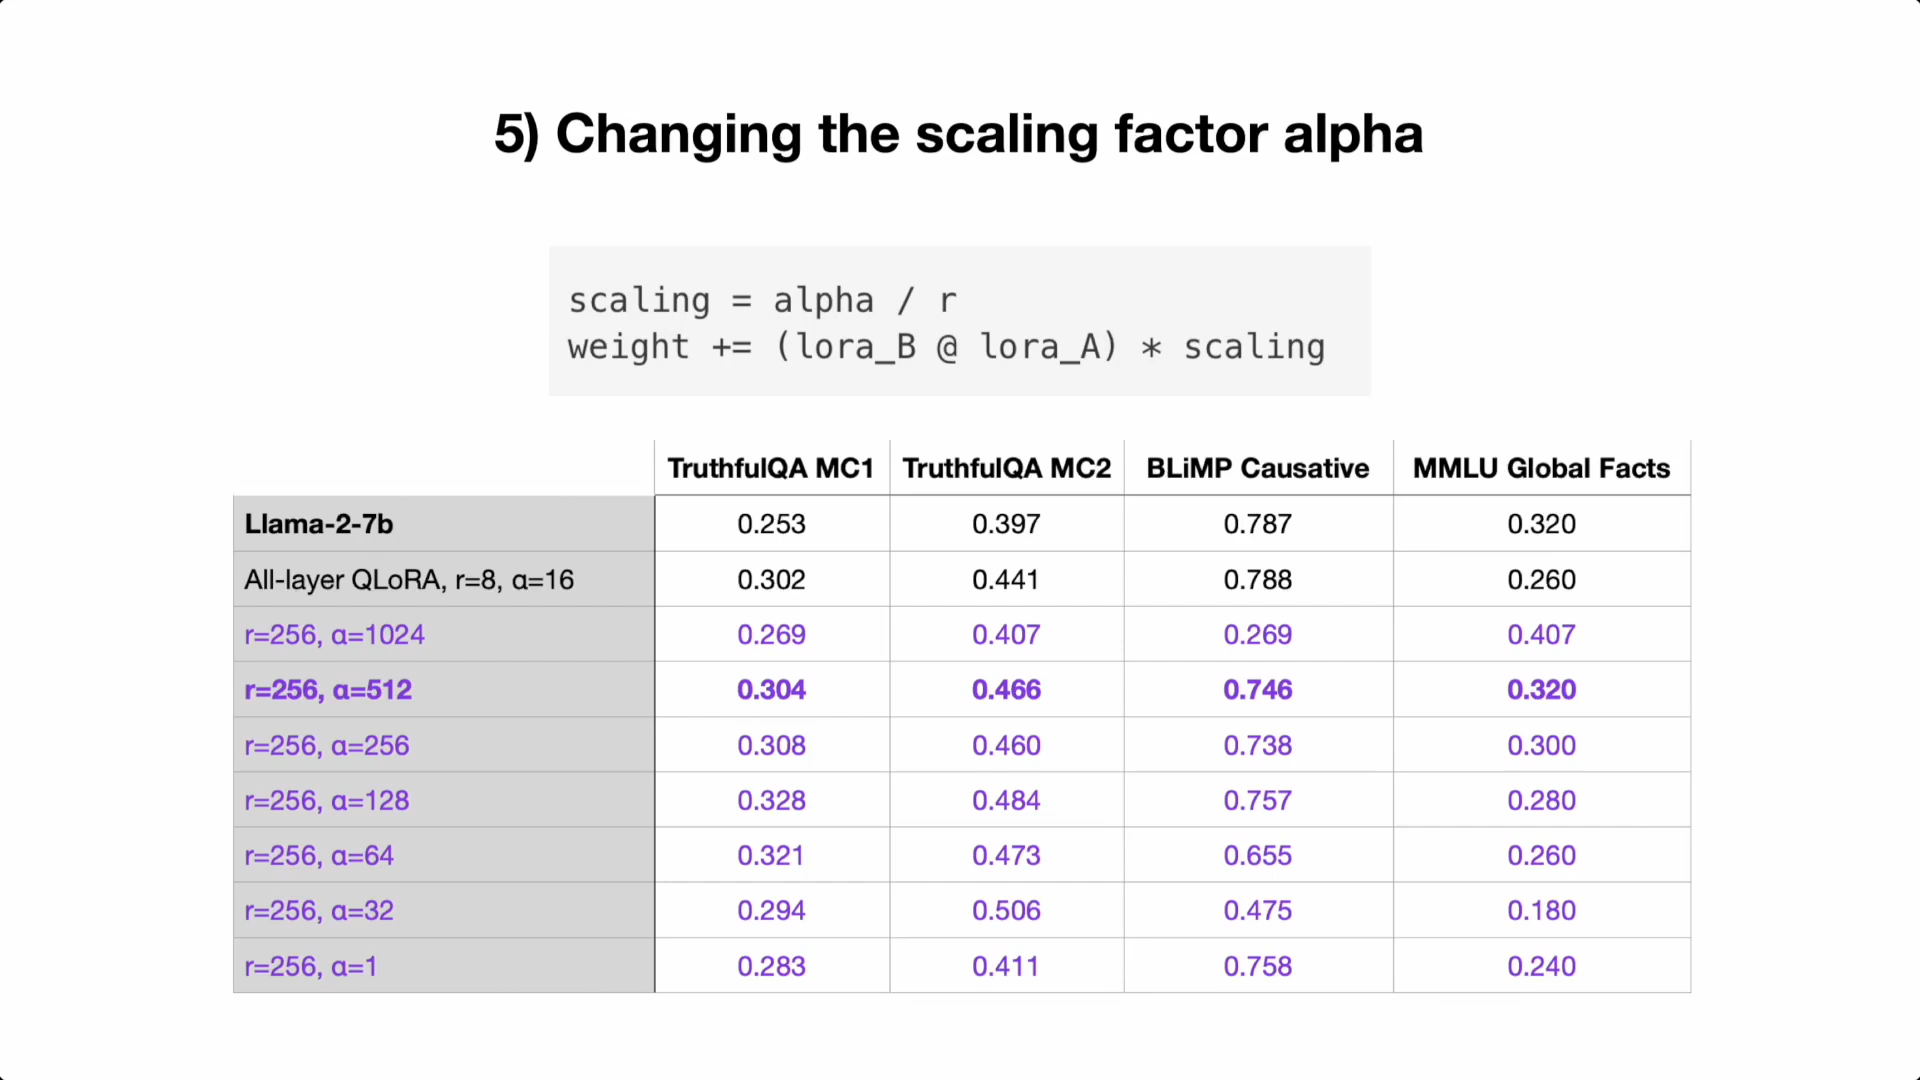 5) Changing the scaling factor alpha
scaling = alpha / r
weight += (lora_B @ lora_A) * scaling
TruthfulQA MC1 TruthfulQA MC2 BLiMP Causative MMLU Global Facts
Llama-2-7b 0.253 0.397 0.787 0.320
All-layer QLoRA, r=8, α=16 0.302 0.441 0.788 0.260
r=256, α=1024 0.269 0.407 0.269 0.407
r=256, α=512 0.304 0.466 0.746 0.320
r=256, α=256 0.308 0.460 0.738 0.300
r=256, α=128 0.328 0.484 0.757 0.280
r=256, α=64 0.321 0.473 0.655 0.260
r=256, α=32 0.294 0.506 0.475 0.180
r=256, α=1 0.283 0.411 0.758 0.240